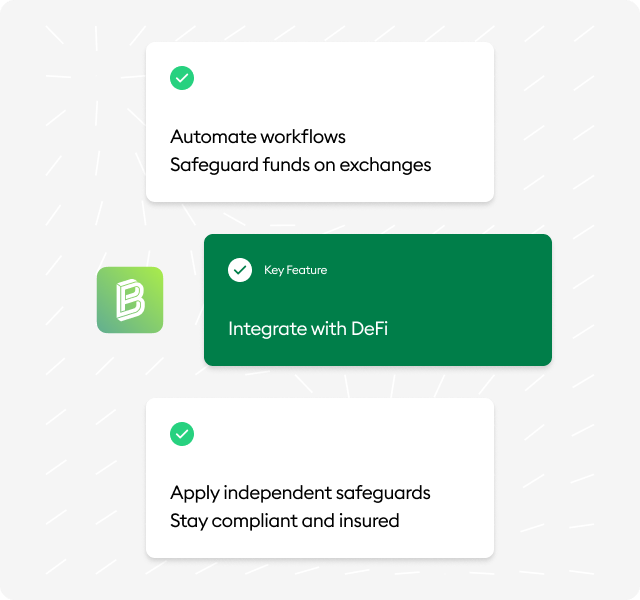 Automate workflows
Safeguard funds on exchanges
Key Feature
Integrate with DeFi
B
Apply independent safeguards
Stay compliant and insured